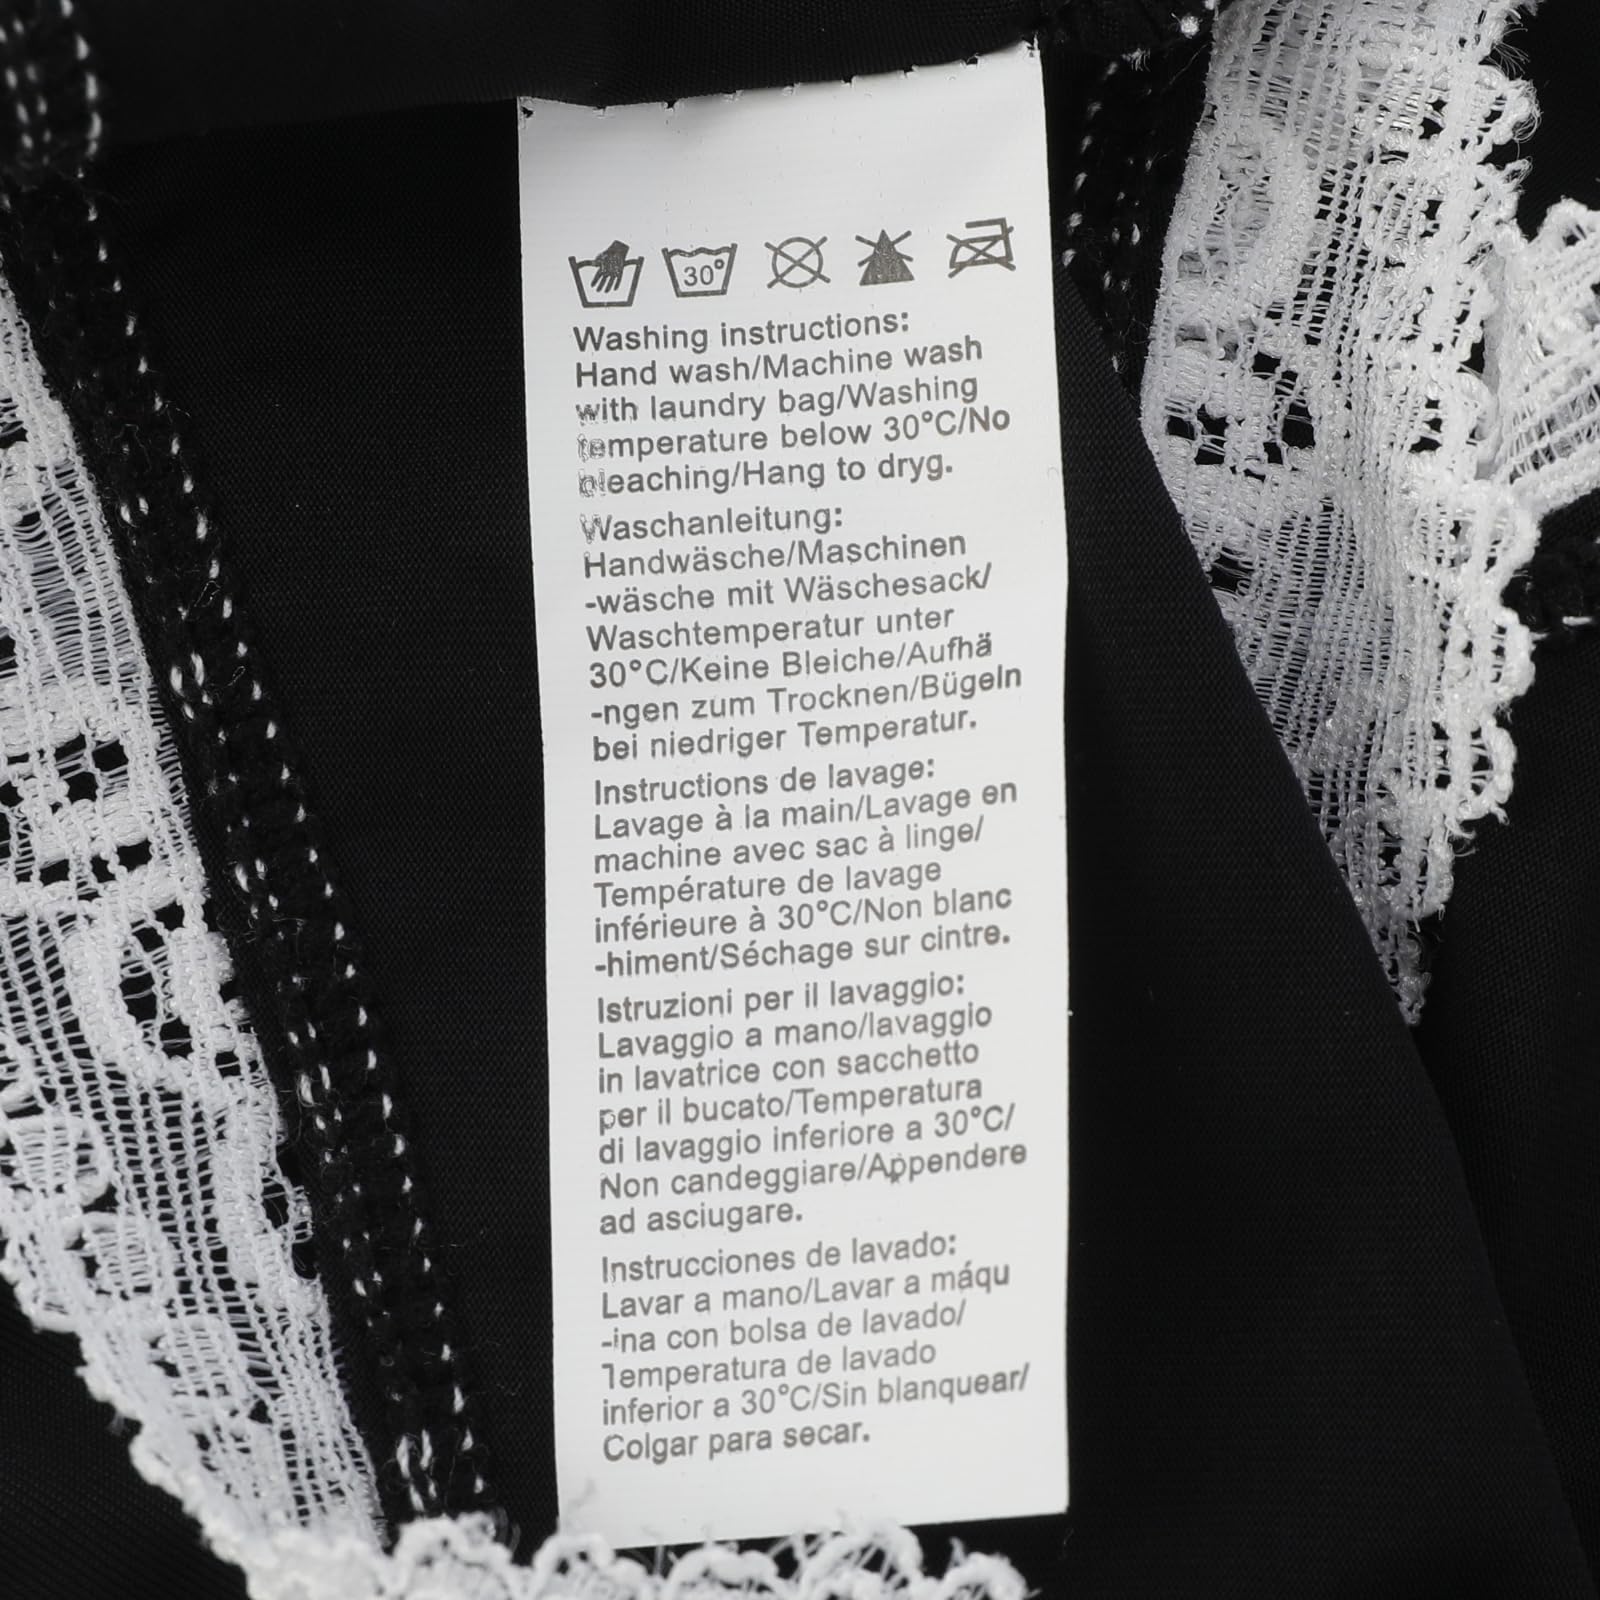 30°
Washing instructions:
Hand wash/Machine wash
with laundry bag/Washing
temperature below 30°C/No
bleaching/Hang to dryg.
Waschanleitung:
Handwäsche/Maschinen
-wäsche mit Wäschesack/
Waschtemperatur unter
30°C/Keine Bleiche/Aufhä
-ngen zum Trocknen/Bügeln
bei niedriger Temperatur.
Instructions de lavage:
Lavage à la main/Lavage en
machine avec sac à linge/
Température de lavage
inférieure à 30°C/Non blanc
-himent/Séchage sur cintre.
Istruzioni per il lavaggio:
Lavaggio a mano/lavaggio
in lavatrice con sacchetto
per il bucato/Temperatura
di lavaggio inferiore a 30°C/
Non candeggiare/Appendere
ad asciugare.
Instrucciones de lavado:
Lavar a mano/Lavar a máqu
-ina con bolsa de lavado/
Temperatura de lavado
inferior a 30°C/Sin blanquear/
Colgar para secar.